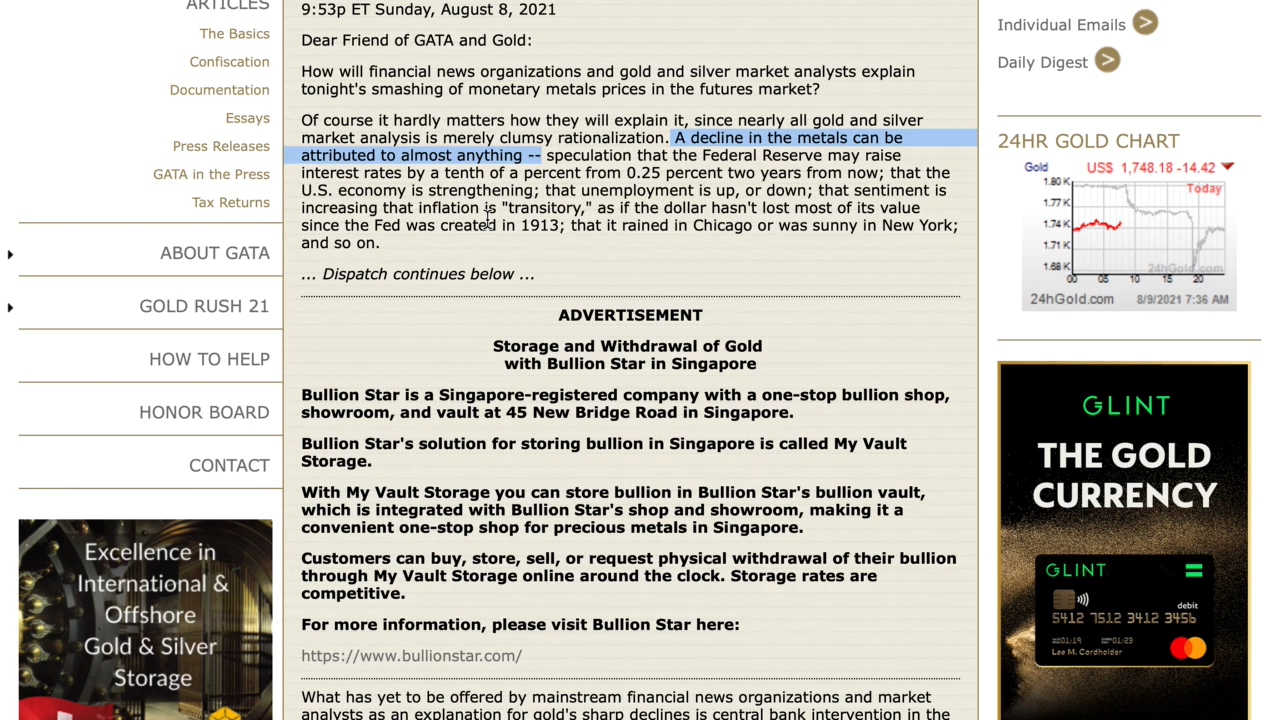 ARTICLES
The Basics
Confiscation
Documentation
Essays
Press Releases
GATA in the Press
Tax Returns
ABOUT GATA
GOLD RUSH 21
HOW TO HELP
HONOR BOARD
CONTACT
Excellence in
International &
Offshore
Gold & Silver
Storage
9:53p ET Sunday, August 8, 2021
Dear Friend of GATA and Gold:
How will financial news organizations and gold and silver market analysts explain
tonight's smashing of monetary metals prices in the futures market?
Of course it hardly matters how they will explain it, since nearly all gold and silver
market analysis is merely clumsy rationalization. A decline in the metals can be
attributed to almost anything -- speculation that the Federal Reserve may raise
interest rates by a tenth of a percent from 0.25 percent two years from now; that the
U.S. economy is strengthening; that unemployment is up, or down; that sentiment is
increasing that inflation is "transitory," as if the dollar hasn't lost most of its value
since the Fed was created in 1913; that it rained in Chicago or was sunny in New York;
and so on.
... Dispatch continues below ...
ADVERTISEMENT
Storage and Withdrawal of Gold
with Bullion Star in Singapore
Bullion Star is a Singapore-registered company with a one-stop bullion shop,
showroom, and vault at 45 New Bridge Road in Singapore.
Bullion Star's solution for storing bullion in Singapore is called My Vault
Storage.
With My Vault Storage you can store bullion in Bullion Star's bullion vault,
which is integrated with Bullion Star's shop and showroom, making it a
convenient one-stop shop for precious metals in Singapore.
Customers can buy, store, sell, or request physical withdrawal of their bullion
through My Vault Storage online around the clock. Storage rates are
competitive.
For more information, please visit Bullion Star here:
https://www.bullionstar.com/
What has yet to be offered by mainstream financial news organizations and market
analysts as an explanation for gold's sharp declines is central bank intervention in the
Individual Emails
Daily Digest
24HR GOLD CHART
Gold US$ 1,748.18 -14.42
Today
1.80 K
1.77 K
1.74 K
1.71 K
1.68 K
24hGold.com
00 05 10 15 20
24hGold.com 8/9/2021 7:36 AM
GLINT
THE GOLD
CURRENCY
GLINT
debit
5412 7512 3412 3456
01/19 01/23
Lee M. Cardholder